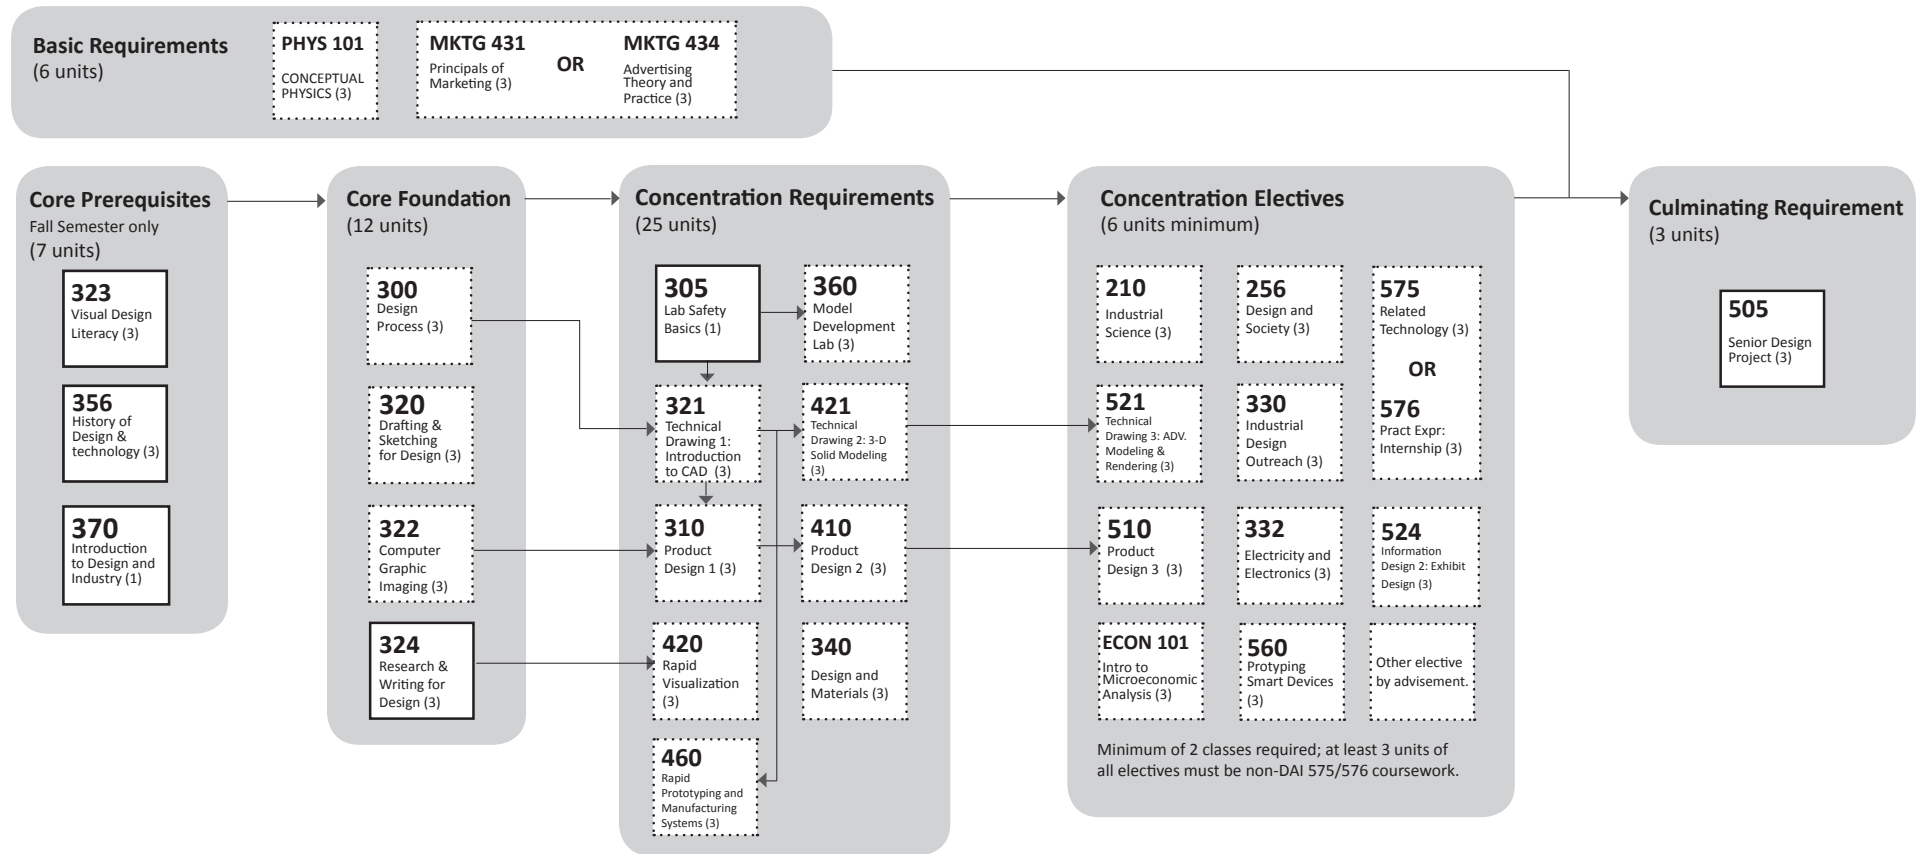 Basic Requirements
(6 units)
PHYS 101
CONCEPTUAL
PHYSICS (3)
MKTG 431
Principals of
Marketing (3)
OR
MKTG 434
Advertising
Theory and
Practice (3)
Core Prerequisites
Fall Semester only
(7 units)
323
Visual Design
Literacy (3)
356
History of
Design &
technology (3)
370
Introduction
to Design and
Industry (1)
Core Foundation
(12 units)
300
Design
Process (3)
320
Drafting &
Sketching
for Design (3)
322
Computer
Graphic
Imaging (3)
324
Research &
Writing for
Design (3)
Concentration Requirements
(25 units)
305
Lab Safety
Basics (1)
360
Model
Development
Lab (3)
321
Technical
Drawing 1:
Introduction
to CAD (3)
421
Technical
Drawing 2: 3-D
Solid Modeling
(3)
310
Product
Design 1 (3)
410
Product
Design 2 (3)
420
Rapid
Visualization
(3)
340
Design and
Materials (3)
460
Rapid
Prototyping and
Manufacturing
Systems (3)
Concentration Electives
(6 units minimum)
210
Industrial
Science (3)
256
Design and
Society (3)
575
Related
Technology (3)
OR
576
Pract Expr:
Internship (3)
521
Technical
Drawing 3: ADV.
Modeling &
Rendering (3)
330
Industrial
Design
Outreach (3)
510
Product
Design 3 (3)
332
Electricity and
Electronics (3)
524
Information
Design 2: Exhibit
Design (3)
ECON 101
Intro to
Microeconomic
Analysis (3)
560
Protyping
Smart Devices
(3)
Other elective
by advisement.
Minimum of 2 classes required; at least 3 units of
all electives must be non-DAI 575/576 coursework.
Culminating Requirement
(3 units)
505
Senior Design
Project (3)